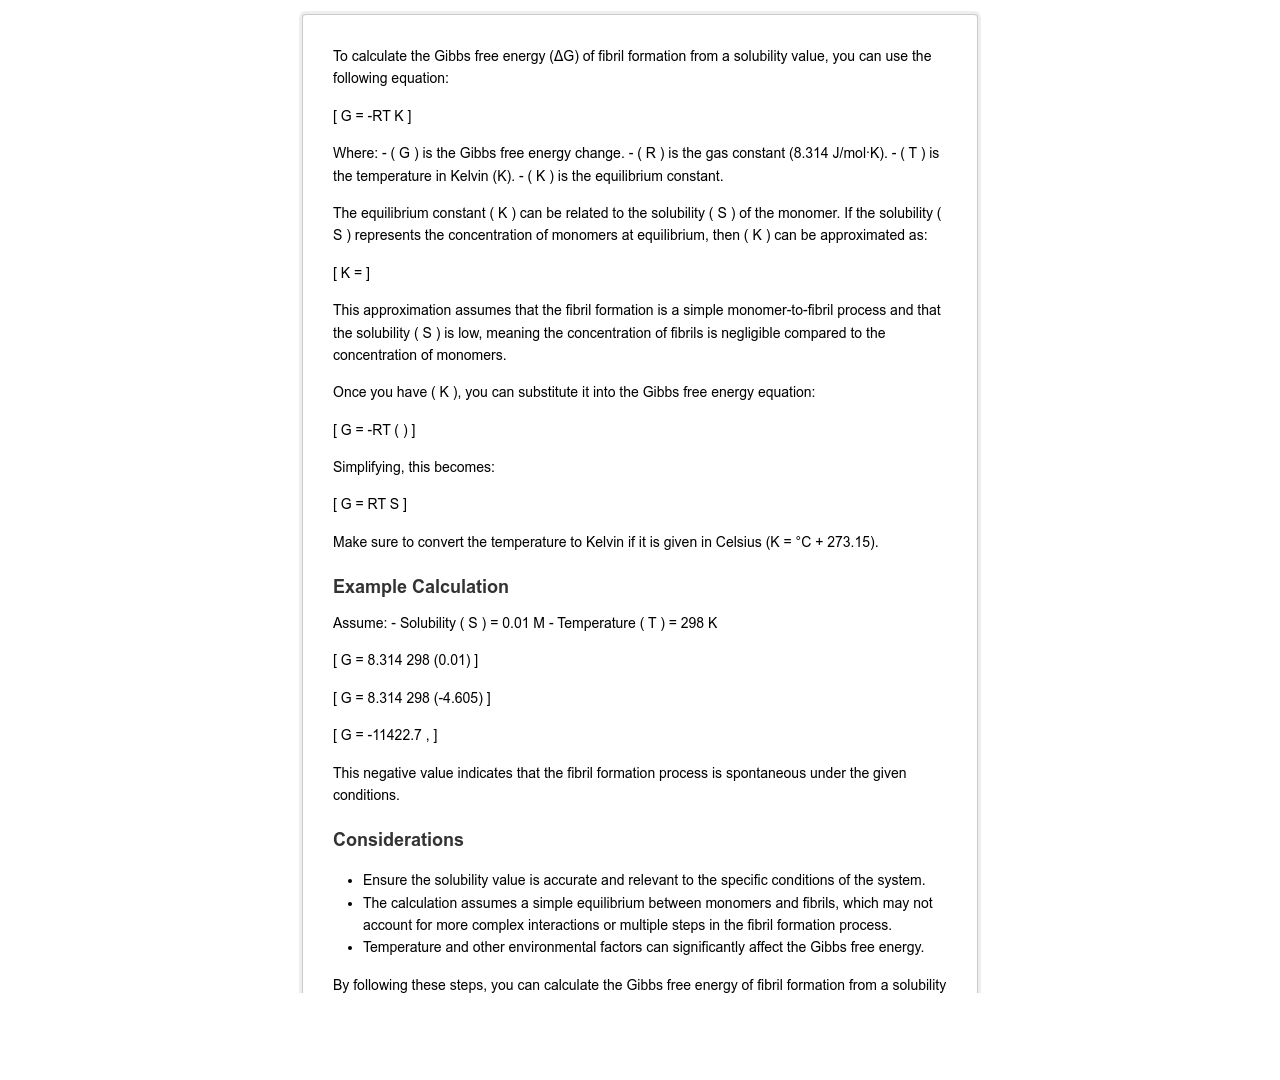 To calculate the Gibbs free energy (ΔG) of fibril formation from a solubility value, you can use the
following equation:
[ G = -RT K ]
Where: - ( G ) is the Gibbs free energy change. - ( R ) is the gas constant (8.314 J/mol·K). - ( T ) is
the temperature in Kelvin (K). - ( K ) is the equilibrium constant.
The equilibrium constant ( K ) can be related to the solubility ( S ) of the monomer. If the solubility (
S ) represents the concentration of monomers at equilibrium, then ( K ) can be approximated as:
[ K = ]
This approximation assumes that the fibril formation is a simple monomer-to-fibril process and that
the solubility ( S ) is low, meaning the concentration of fibrils is negligible compared to the
concentration of monomers.
Once you have ( K ), you can substitute it into the Gibbs free energy equation:
[ G = -RT ( ) ]
Simplifying, this becomes:
[ G = RT S ]
Make sure to convert the temperature to Kelvin if it is given in Celsius (K = °C + 273.15).
Example Calculation
Assume: - Solubility ( S ) = 0.01 M - Temperature ( T ) = 298 K
[ G = 8.314 298 (0.01) ]
[ G = 8.314 298 (-4.605) ]
[ G = -11422.7 , ]
This negative value indicates that the fibril formation process is spontaneous under the given
conditions.
Considerations
• Ensure the solubility value is accurate and relevant to the specific conditions of the system.
• The calculation assumes a simple equilibrium between monomers and fibrils, which may not
account for more complex interactions or multiple steps in the fibril formation process.
• Temperature and other environmental factors can significantly affect the Gibbs free energy.
By following these steps, you can calculate the Gibbs free energy of fibril formation from a solubility